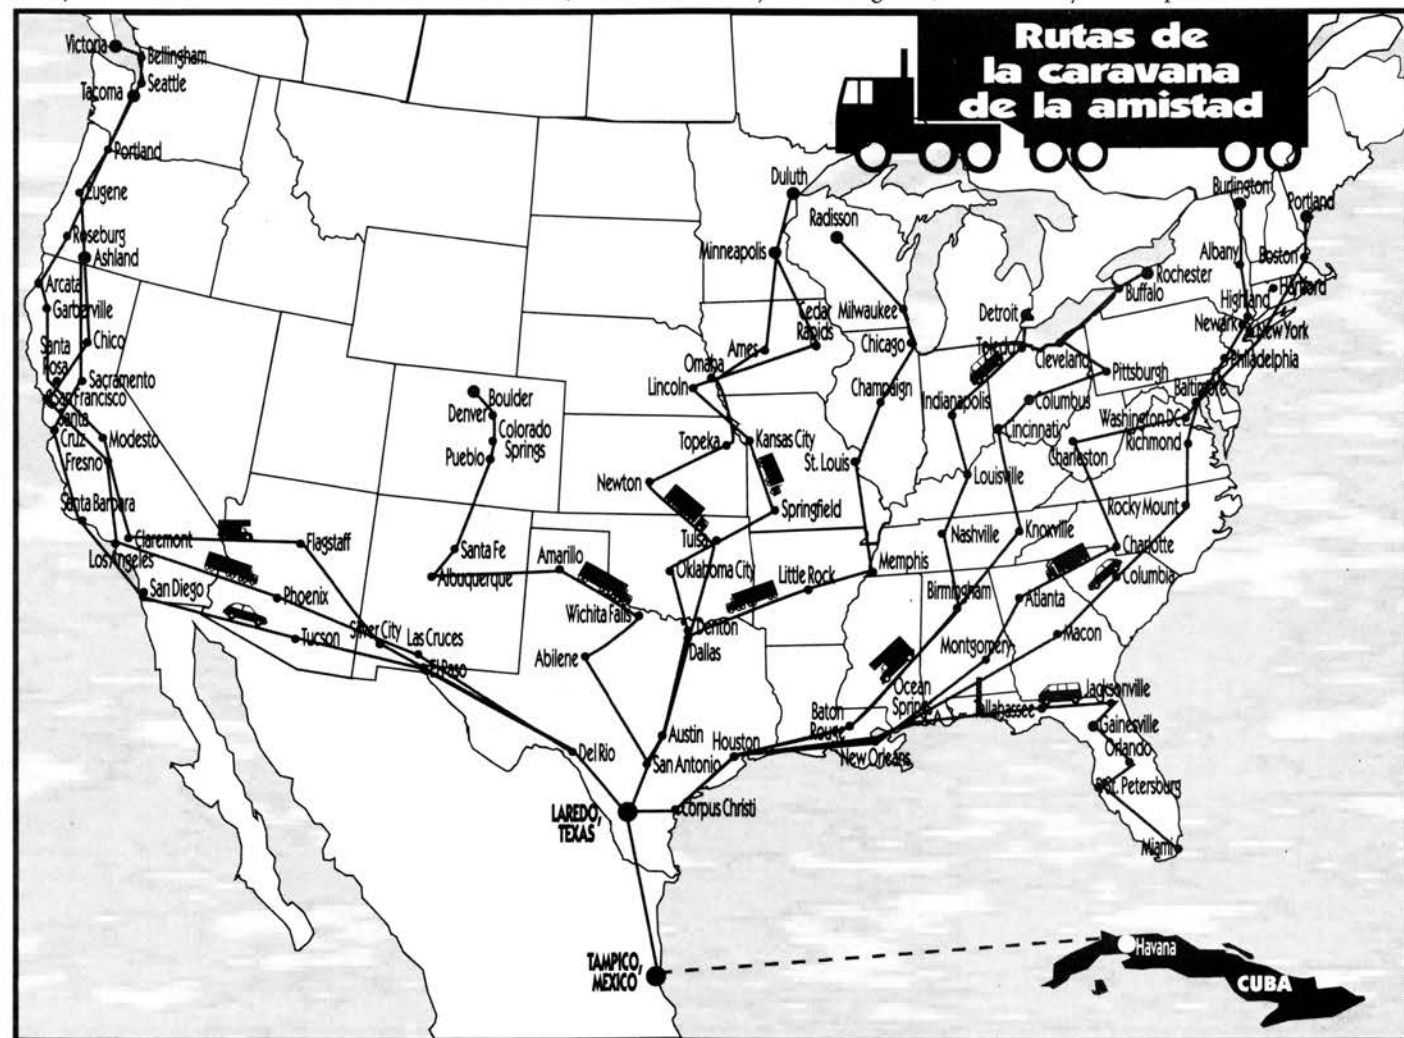 Rutas de
la caravana
de la amistad
Victoria
Bellingham
Seattle
Tacoma
Portland
Eugene
Roseburg
Ashland
Arcata
Garberville
Chico
Santa
Rosa
Sacramento
San Francisco
Santa
Cruz
Modesto
Fresno
Santa Barbara
Claremont
Los Angeles
San Diego
Flagstaff
Phoenix
Tucson
Silver City
Las Cruces
El Paso
Boulder
Denver
Colorado
Springs
Pueblo
Santa Fe
Albuquerque
Amarillo
Wichita Falls
Abilene
Del Rio
Duluth
Radisson
Minneapolis
Milwaukee
Cedar
Rapids
Ames
Chicago
Omaha
Lincoln
Champaign
Topeka
Kansas City
St. Louis
Newton
Springfield
Tulsa
Oklahoma City
Little Rock
Memphis
Denton
Dallas
Austin
San Antonio
Houston
LAREDO,
TEXAS
Corpus Christi
Burlington
Portland
Albany
Boston
Rochester
Buffalo
Hartford
Highland
Newark
New York
Detroit
Toledo
Cleveland
Pittsburgh
Philadelphia
Baltimore
Indianapolis
Columbus
Washington DC
Cincinnati
Richmond
Charleston
Louisville
Rocky Mount
Nashville
Knoxville
Charlotte
Columbia
Birmingham
Atlanta
Macon
Montgomery
Ocean
Springs
Tallahassee
Jacksonville
Baton
Rouge
New Orleans
Gainesville
Orlando
St. Petersburg
Miami
TAMPICO,
MEXICO
Havana
CUBA